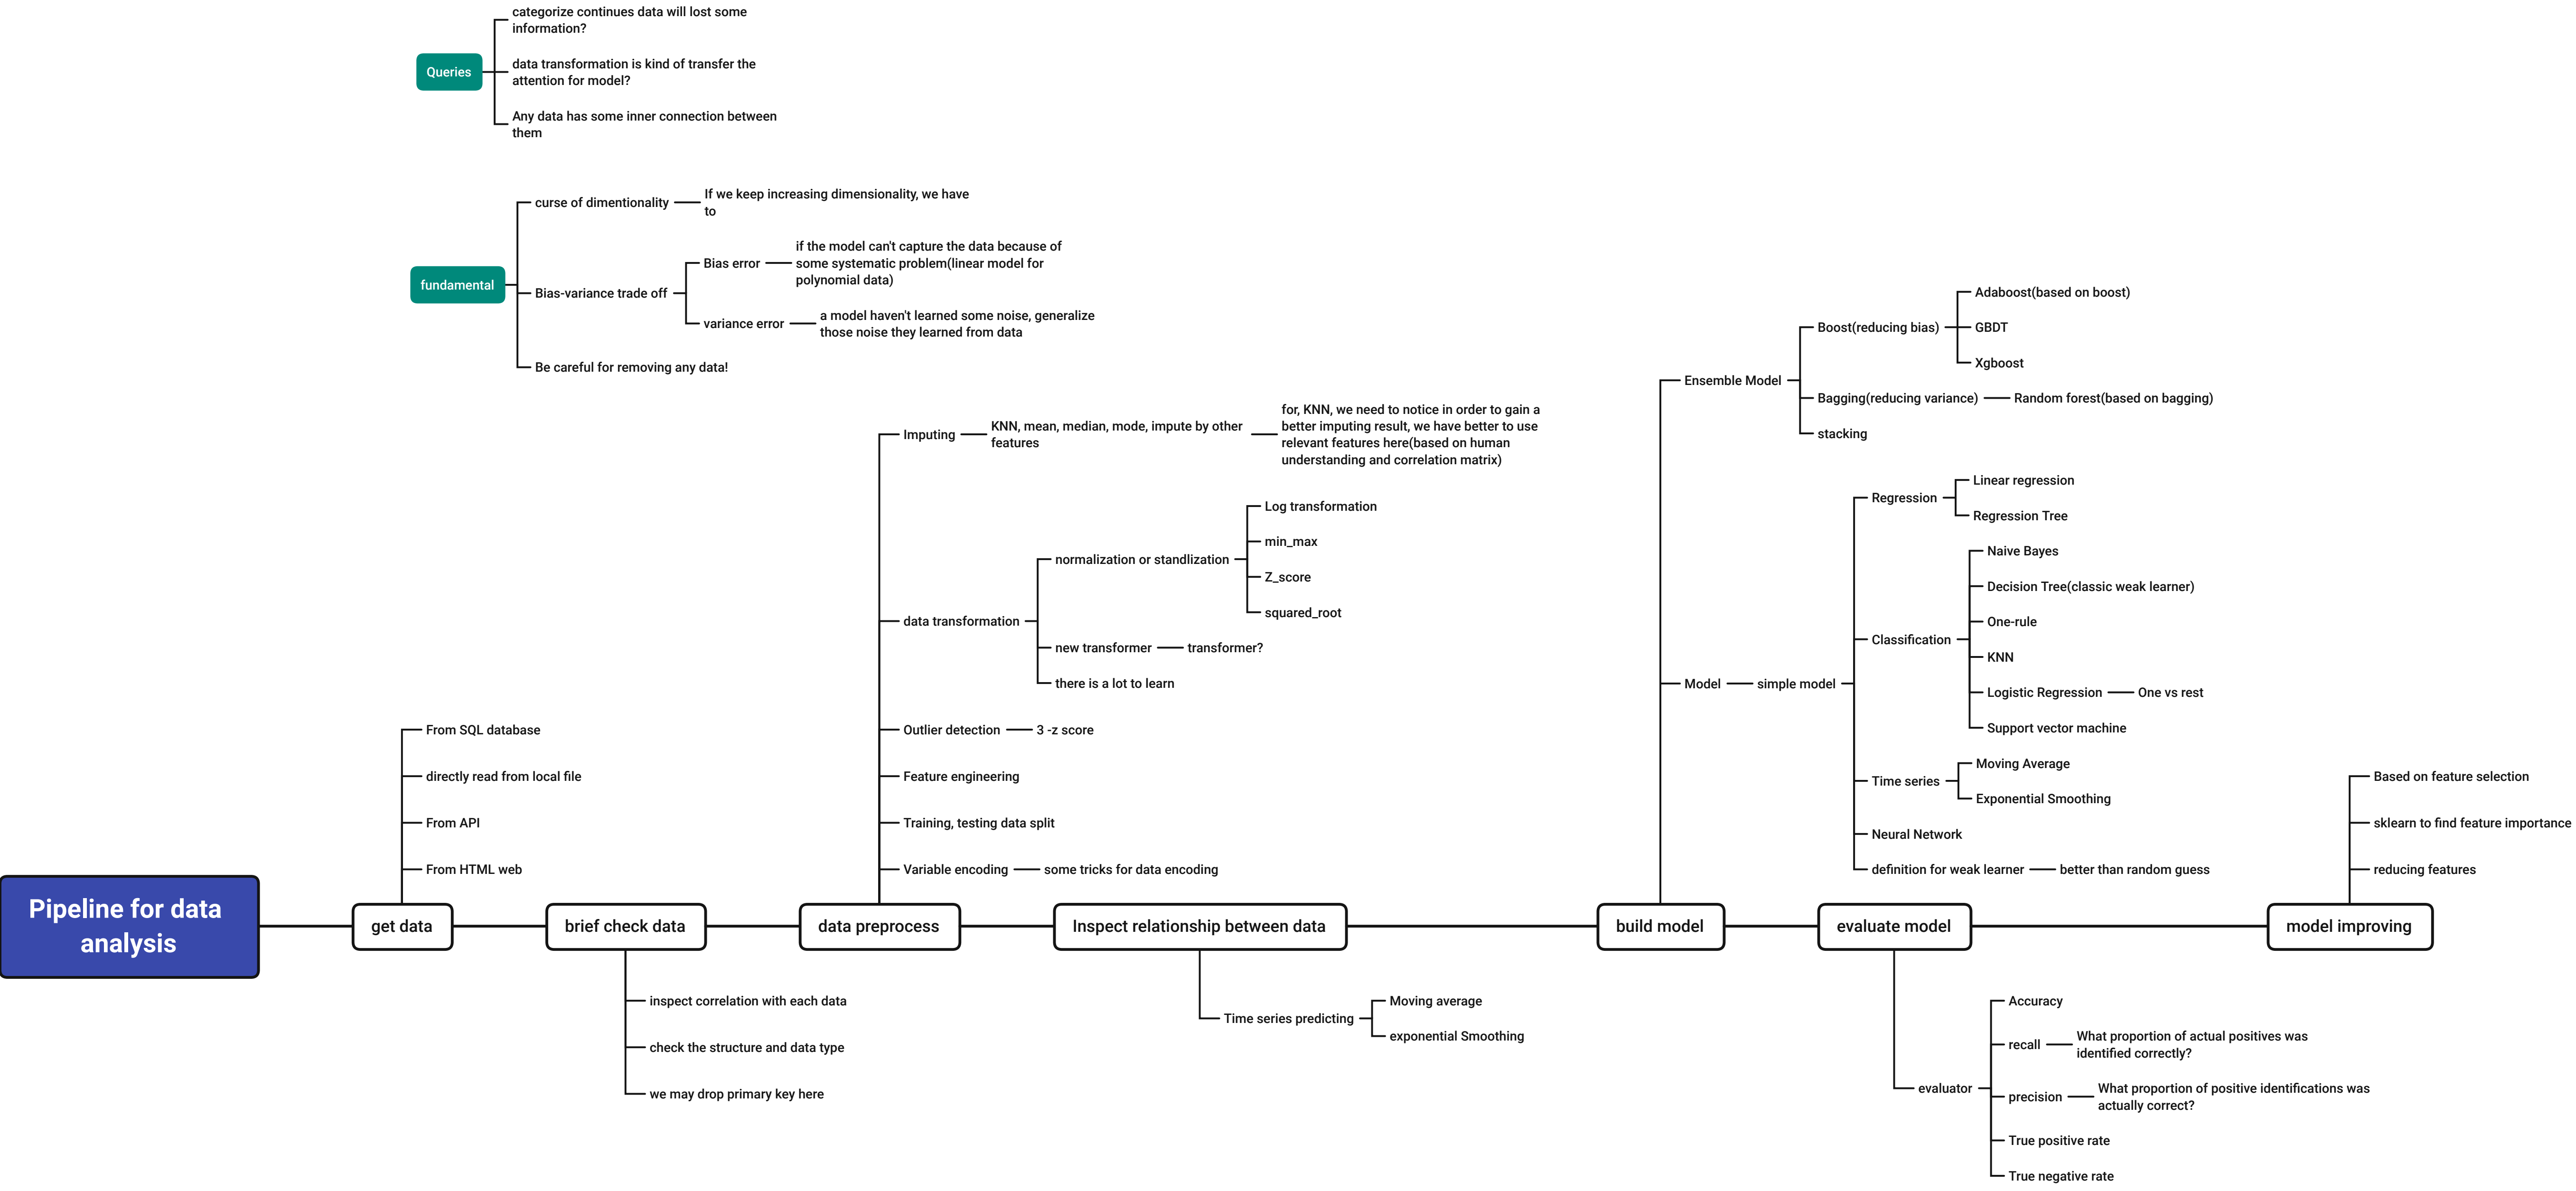 Queries
categorize continues data will lost some
information?
data transformation is kind of transfer the
attention for model?
Any data has some inner connection between
them
fundamental
curse of dimentionality
If we keep increasing dimensionality, we have
to
Bias-variance trade off
Bias error
if the model can't capture the data because of
some systematic problem(linear model for
polynomial data)
variance error
a model haven't learned some noise, generalize
those noise they learned from data
Be careful for removing any data!
Pipeline for data
analysis
get data
From SQL database
directly read from local file
From API
From HTML web
brief check data
inspect correlation with each data
check the structure and data type
we may drop primary key here
data preprocess
Imputing
KNN, mean, median, mode, impute by other
features
for, KNN, we need to notice in order to gain a
better imputing result, we have better to use
relevant features here(based on human
understanding and correlation matrix)
data transformation
normalization or standlization
Log transformation
min_max
Z_score
squared_root
new transformer
transformer?
there is a lot to learn
Outlier detection
3 -z score
Feature engineering
Training, testing data split
Variable encoding
some tricks for data encoding
Inspect relationship between data
Time series predicting
Moving average
exponential Smoothing
build model
Ensemble Model
Boost(reducing bias)
Adaboost(based on boost)
GBDT
Xgboost
Bagging(reducing variance)
Random forest(based on bagging)
stacking
Model
simple model
Regression
Linear regression
Regression Tree
Classification
Naive Bayes
Decision Tree(classic weak learner)
One-rule
KNN
Logistic Regression
One vs rest
Support vector machine
Time series
Moving Average
Exponential Smoothing
Neural Network
definition for weak learner
better than random guess
evaluate model
evaluator
Accuracy
recall
What proportion of actual positives was
identified correctly?
precision
What proportion of positive identifications was
actually correct?
True positive rate
True negative rate
model improving
Based on feature selection
sklearn to find feature importance
reducing features